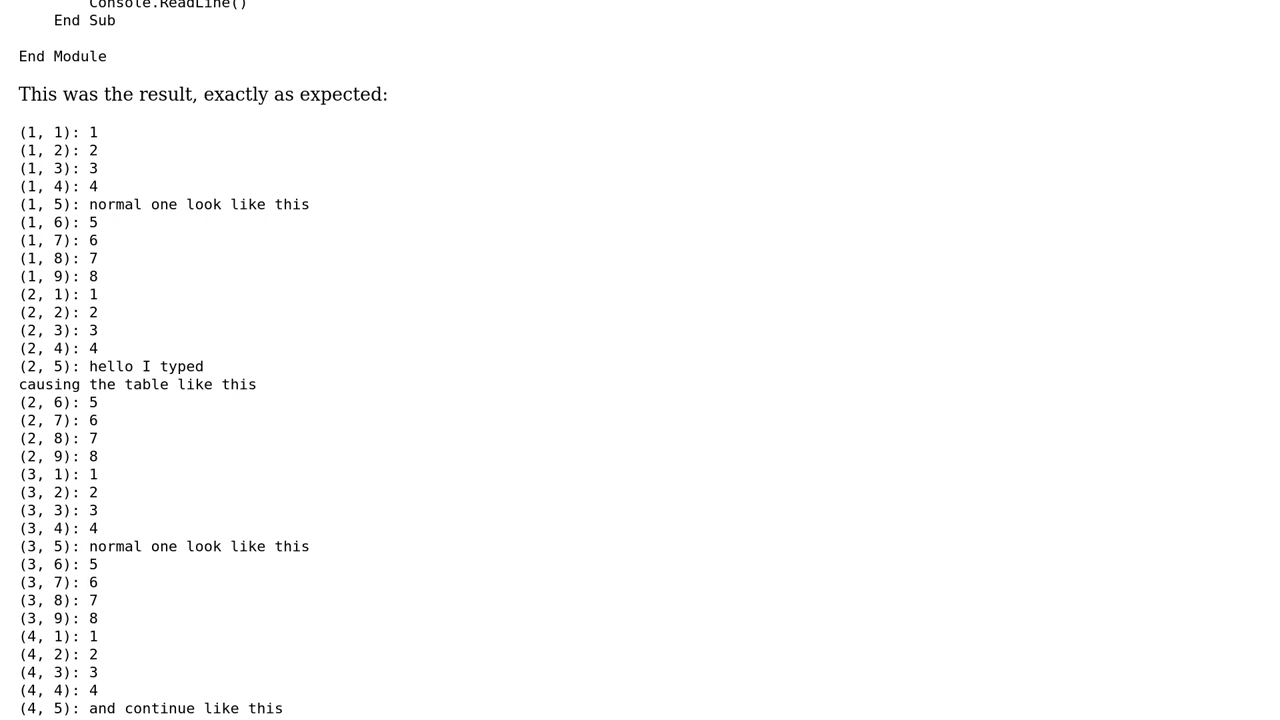 Console.ReadLine()
End Sub
End Module
This was the result, exactly as expected:
(1, 1): 1
(1, 2): 2
(1, 3): 3
(1, 4): 4
(1, 5): normal one look like this
(1, 6): 5
(1, 7): 6
(1, 8): 7
(1, 9): 8
(2, 1): 1
(2, 2): 2
(2, 3): 3
(2, 4): 4
(2, 5): hello I typed
causing the table like this
(2, 6): 5
(2, 7): 6
(2, 8): 7
(2, 9): 8
(3, 1): 1
(3, 2): 2
(3, 3): 3
(3, 4): 4
(3, 5): normal one look like this
(3, 6): 5
(3, 7): 6
(3, 8): 7
(3, 9): 8
(4, 1): 1
(4, 2): 2
(4, 3): 3
(4, 4): 4
(4, 5): and continue like this